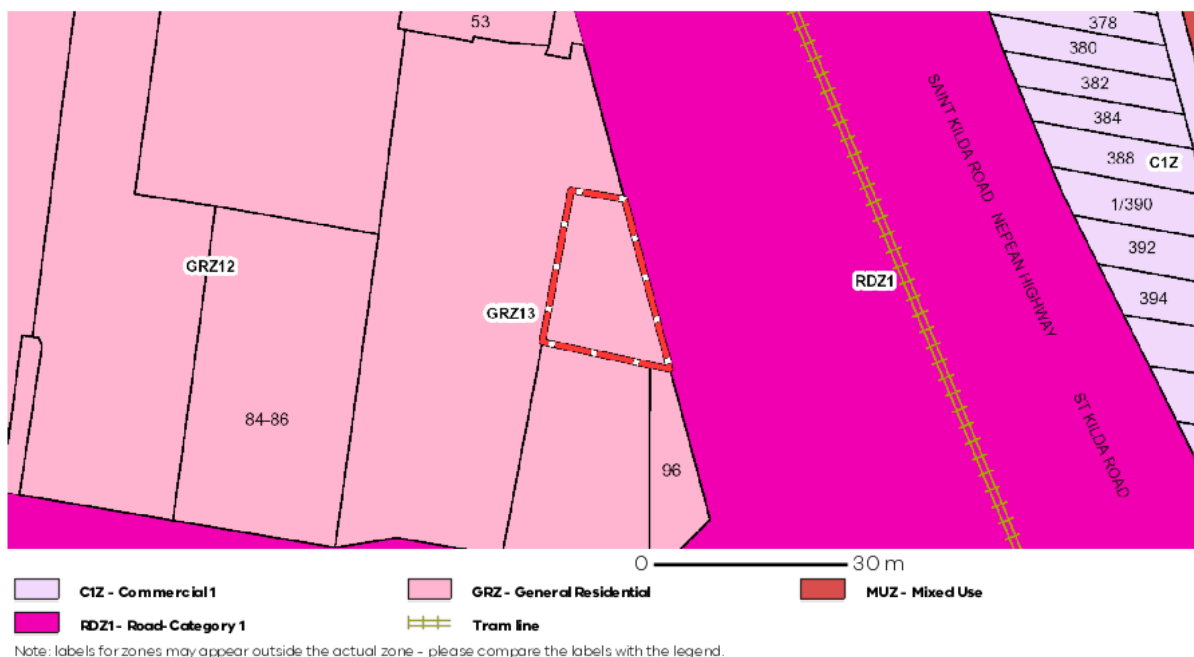 53
378
380
382
384
388
C1Z
1/390
392
394
SAINT KILDA ROAD NEPEAN HIGHWAY
ST KILDA ROAD
GRZ12
GRZ13
RDZ1
84-86
96
0 30 m
C1Z - Commercial 1
GRZ - General Residential
MUZ - Mixed Use
RDZ1 - Road-Category 1
Tram line
Note: labels for zones may appear outside the actual zone - please compare the labels with the legend.